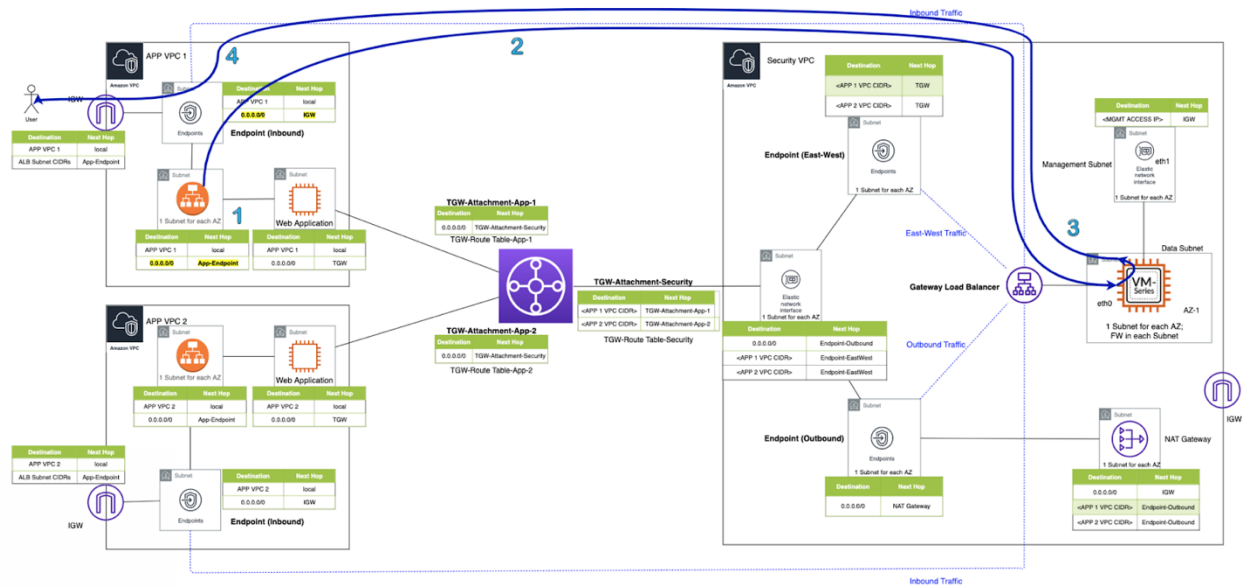 Inbound Traffic
4
2
APP VPC 1
Amazon VPC
User
IGW
Subnet
Endpoints
Endpoint (Inbound)
Destination Next Hop
APP VPC 1 local
0.0.0.0/0 IGW
Destination Next Hop
APP VPC 1 local
ALB Subnet CIDRs App-Endpoint
Subnet
1 Subnet for each AZ
1
Subnet
Web Application
Destination Next Hop
APP VPC 1 local
0.0.0.0/0 App-Endpoint
Destination Next Hop
APP VPC 1 local
0.0.0.0/0 TGW
APP VPC 2
Amazon VPC
Subnet
1 Subnet for each AZ
Subnet
Web Application
Destination Next Hop
APP VPC 2 local
0.0.0.0/0 App-Endpoint
Destination Next Hop
APP VPC 2 local
0.0.0.0/0 TGW
Destination Next Hop
APP VPC 2 local
ALB Subnet CIDRs App-Endpoint
IGW
Subnet
Endpoints
Destination Next Hop
APP VPC 2 local
0.0.0.0/0 IGW
Endpoint (Inbound)
TGW-Attachment-App-1
Destination Next Hop
0.0.0.0/0 TGW-Attachment-Security
TGW-Route Table-App-1
TGW-Attachment-App-2
Destination Next Hop
0.0.0.0/0 TGW-Attachment-Security
TGW-Route Table-App-2
TGW-Attachment-Security
Destination Next Hop
<APP 1 VPC CIDR> TGW-Attachment-App-1
<APP 2 VPC CIDR> TGW-Attachment-App-2
TGW-Route Table-Security
Security VPC
Amazon VPC
Destination Next Hop
<APP 1 VPC CIDR> TGW
<APP 2 VPC CIDR> TGW
Subnet
Endpoint (East-West)
Endpoints
1 Subnet for each AZ
East-West Traffic
Subnet
Elastic
network
interface
1 Subnet for each AZ
Destination Next Hop
0.0.0.0/0 Endpoint-Outbound
<APP 1 VPC CIDR> Endpoint-EastWest
<APP 2 VPC CIDR> Endpoint-EastWest
Gateway Load Balancer
Outbound Traffic
Destination Next Hop
<MGMT ACCESS IP> IGW
Subnet
Management Subnet
eth1
Elastic
network
interface
3
Data Subnet
Subnet
VM-
Series
eth0
AZ-1
1 Subnet for each AZ;
FW in each Subnet
IGW
Subnet
Endpoint (Outbound)
Endpoints
1 Subnet for each AZ
Destination Next Hop
0.0.0.0/0 NAT Gateway
Subnet
NAT Gateway
1 Subnet for each AZ
Destination Next Hop
0.0.0.0/0 IGW
<APP 1 VPC CIDR> Endpoint-Outbound
<APP 2 VPC CIDR> Endpoint-Outbound
Inbound Traffic